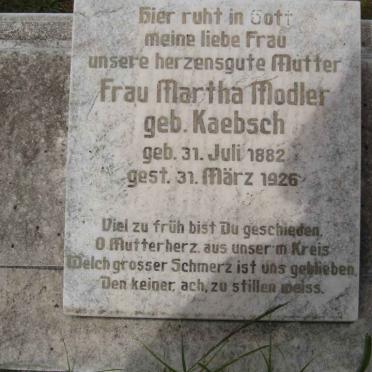 Hier ruht in Gott
meine liebe Frau
unsere herzensgute Mutter
Frau Martha Modler
geb. Kaebsch
geb. 31. Juli 1882
gest. 31. März 1926
Viel zu früh bist Du geschieden,
O Mutterherz, aus unser'm Kreis
Welch grosser Schmerz ist uns geblieben,
Den keiner, ach, zu stillen weiss.